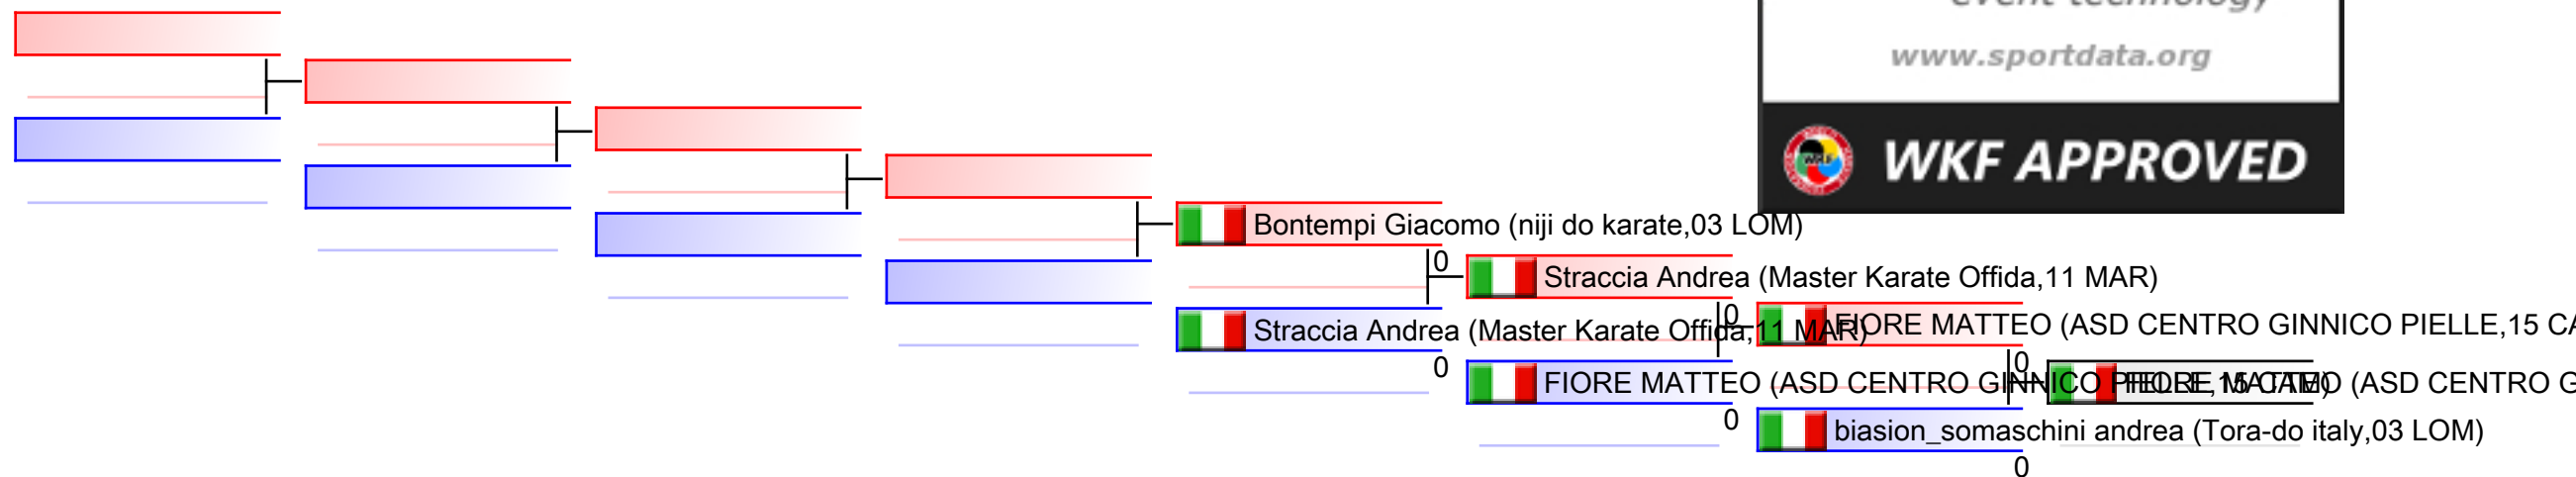 event technology
www.sportdata.org
WKF APPROVED
Bontempi Giacomo (niji do karate,03 LOM)
0
Straccia Andrea (Master Karate Offida,11 MAR)
0
Straccia Andrea (Master Karate Offida,11 MAR)
FIORE MATTEO (ASD CENTRO GINNICO PIELLE,15 CA
0
0
FIORE MATTEO (ASD CENTRO GINNICO PIELLE,15 CAM)
FIORE MATTEO (ASD CENTRO G
0
biasion_somaschini andrea (Tora-do italy,03 LOM)
0